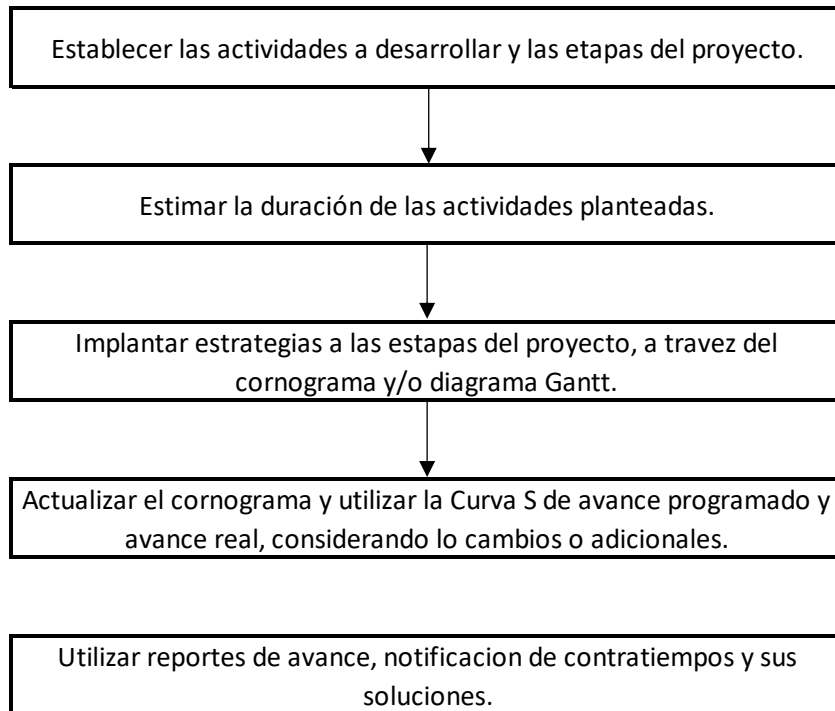 Establecer las actividades a desarrollar y las etapas del proyecto.
Estimar la duración de las actividades planteadas.
Implantar estrategias a las estapas del proyecto, a travez del
cornograma y/o diagrama Gantt.
Actualizar el cornograma y utilizar la Curva S de avance programado y
avance real, considerando lo cambios o adicionales.
Utilizar reportes de avance, notificacion de contratiempos y sus
soluciones.